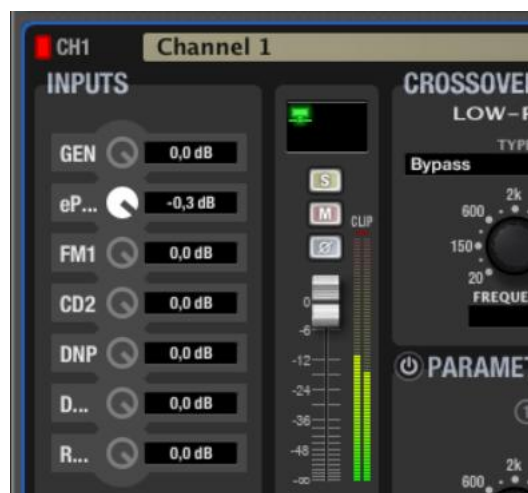 CH1 Channel 1
INPUTS
GEN 0,0 dB
eP... -0,3 dB
FM1 0,0 dB
CD2 0,0 dB
DNP 0,0 dB
D... 0,0 dB
R... 0,0 dB
S
M
Ø
CLIP
0
-6
-12
-24
-36
-48
-∞
CROSSOVE
LOW-P
TYP
Bypass
2k
600
150
20
FREQUE
PARAME
1
2k
600